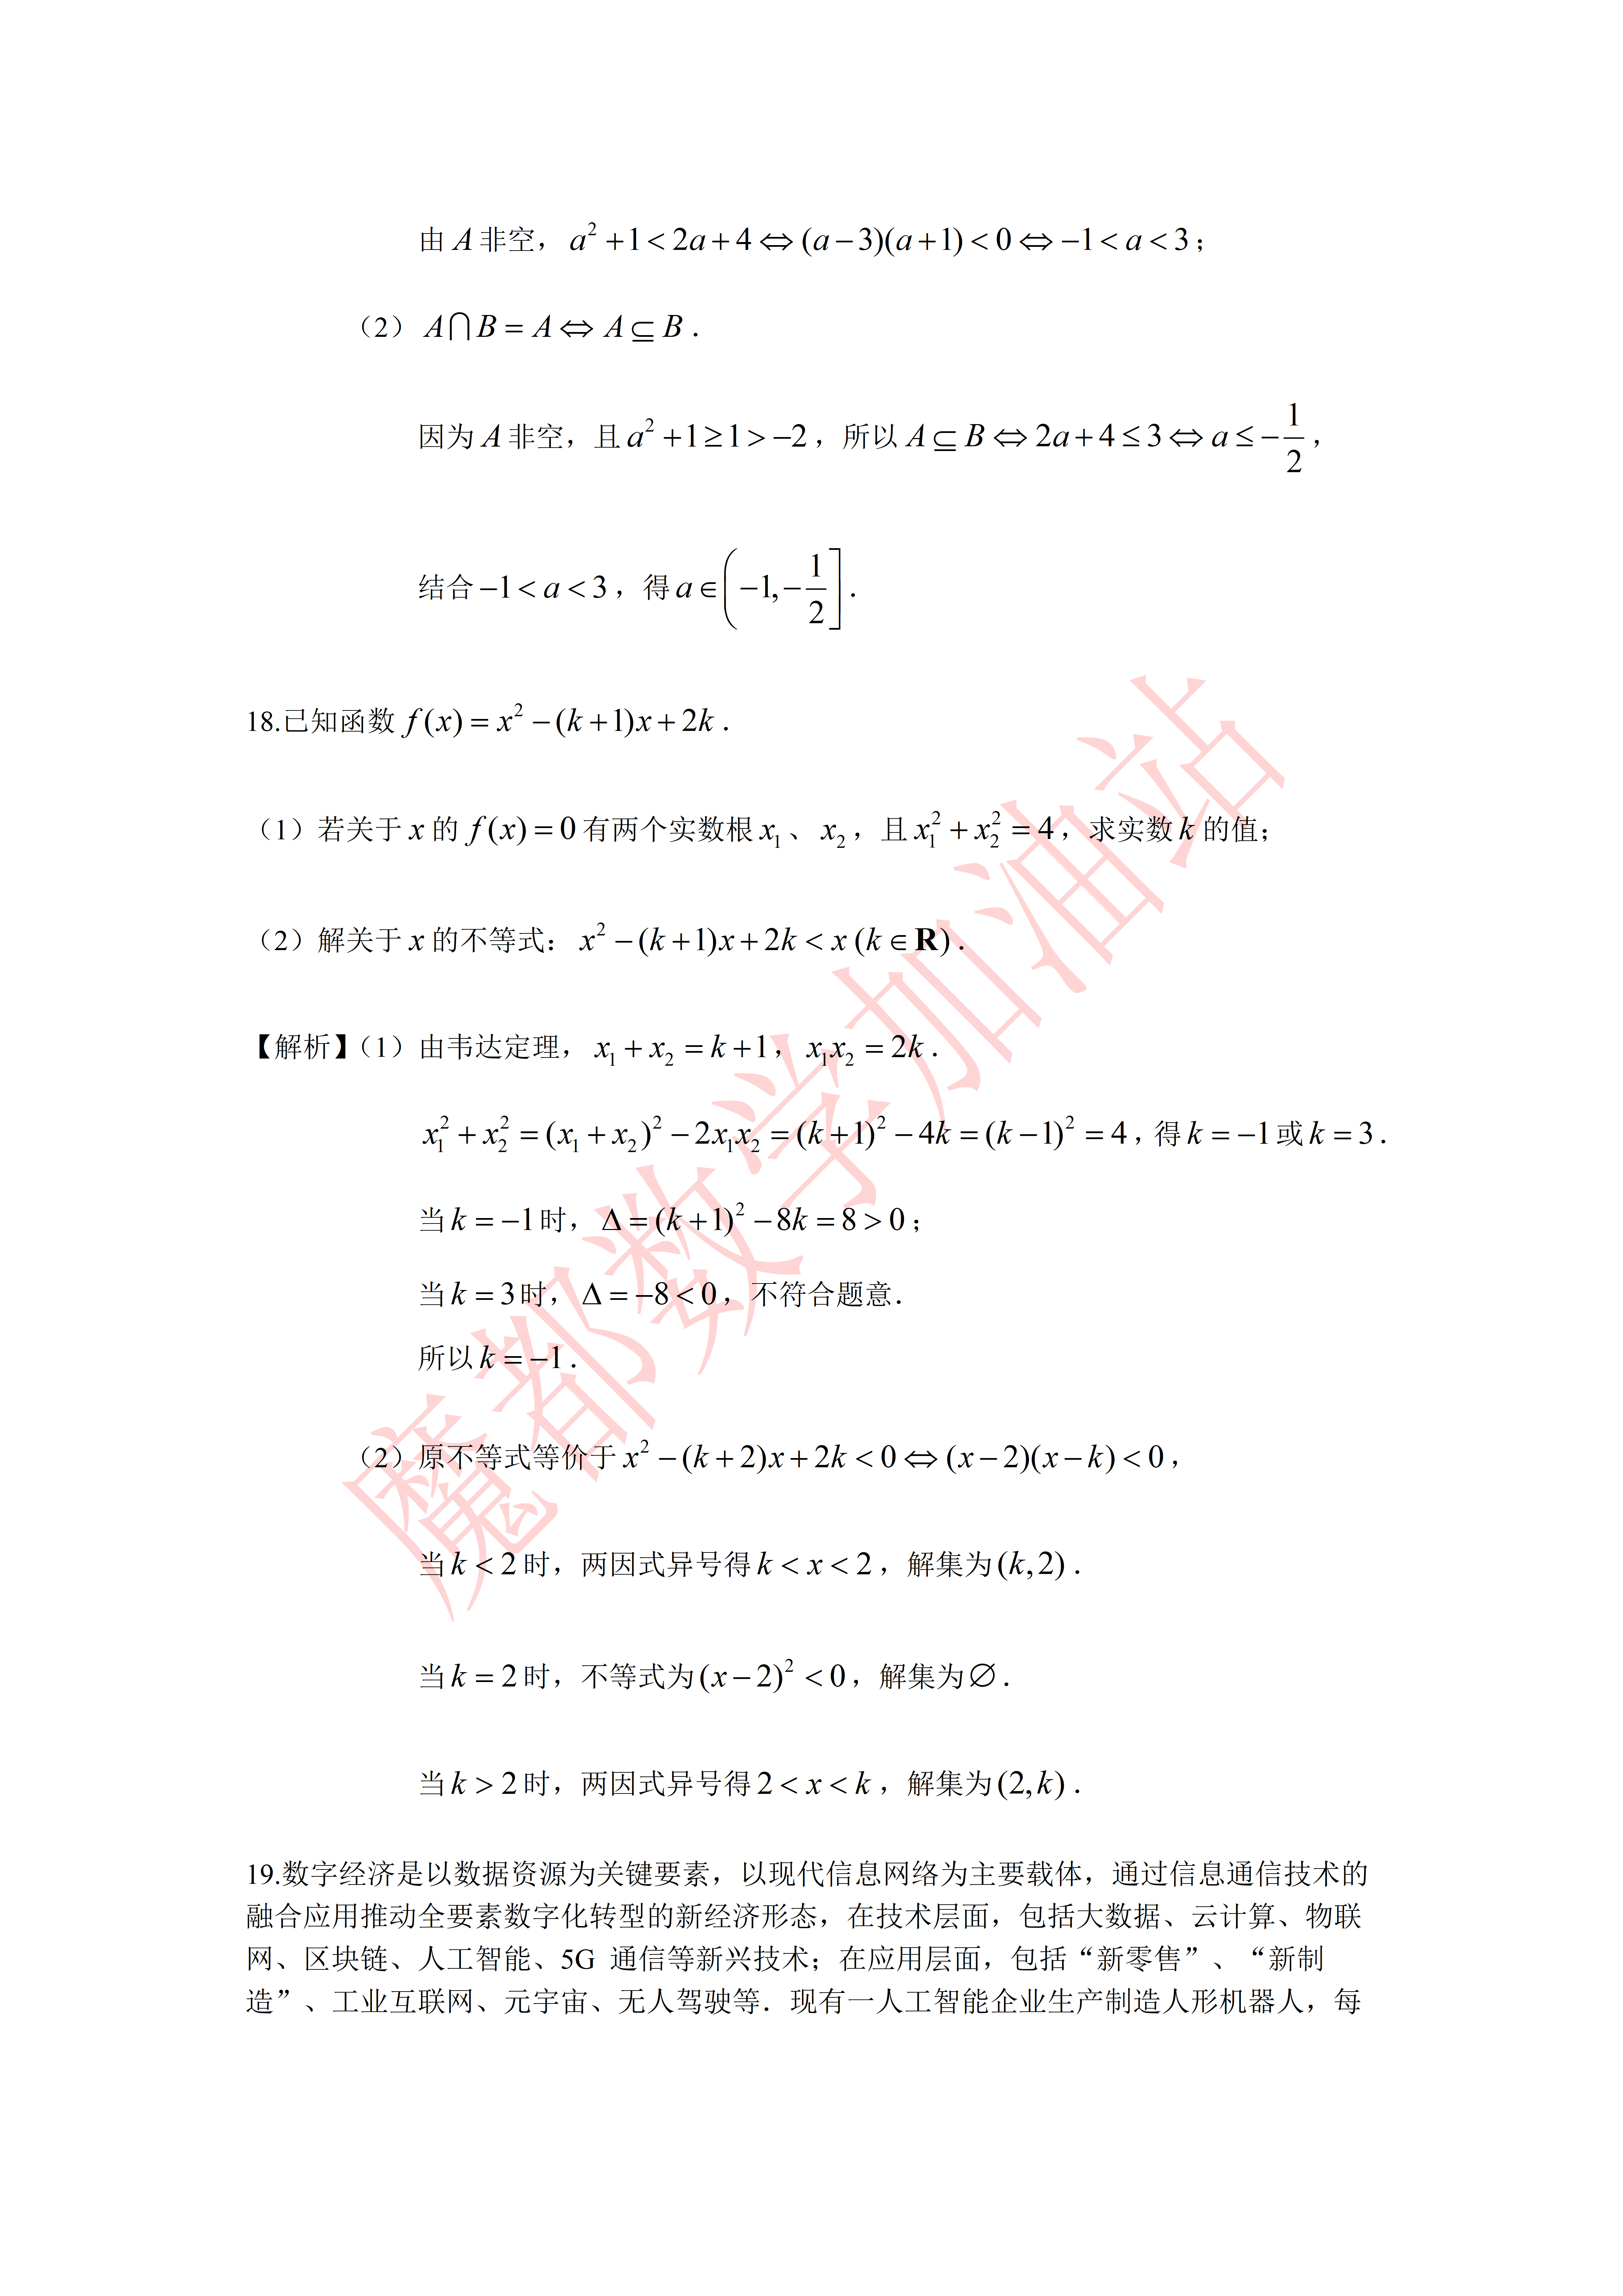 由 A 非空，a² +1 < 2a + 4 ⇔ (a − 3)(a + 1) < 0 ⇔ −1 < a < 3；
（2）A⋂B = A ⇔ A ⊆ B．
因为 A 非空，且 a² +1 ≥ 1 > −2，所以 A ⊆ B ⇔ 2a + 4 ≤ 3 ⇔ a ≤ −1/2，
结合 −1 < a < 3，得 a ∈ (−1, −1/2]．
18.已知函数 f(x) = x² − (k + 1)x + 2k．
（1）若关于 x 的 f(x) = 0 有两个实数根 x₁、x₂，且 x₁² + x₂² = 4，求实数 k 的值；
（2）解关于 x 的不等式：x² − (k + 1)x + 2k < x (k ∈ R)．
【解析】（1）由韦达定理，x₁ + x₂ = k + 1，x₁x₂ = 2k．
x₁² + x₂² = (x₁ + x₂)² − 2x₁x₂ = (k + 1)² − 4k = (k − 1)² = 4，得 k = −1 或 k = 3．
当 k = −1 时，Δ = (k + 1)² − 8k = 8 > 0；
当 k = 3 时，Δ = −8 < 0，不符合题意．
所以 k = −1．
（2）原不等式等价于 x² − (k + 2)x + 2k < 0 ⇔ (x − 2)(x − k) < 0，
当 k < 2 时，两因式异号得 k < x < 2，解集为 (k, 2)．
当 k = 2 时，不等式为 (x − 2)² < 0，解集为∅．
当 k > 2 时，两因式异号得 2 < x < k，解集为 (2, k)．
19.数字经济是以数据资源为关键要素，以现代信息网络为主要载体，通过信息通信技术的
融合应用推动全要素数字化转型的新经济形态，在技术层面，包括大数据、云计算、物联
网、区块链、人工智能、5G 通信等新兴技术；在应用层面，包括“新零售”、“新制
造”、工业互联网、元宇宙、无人驾驶等．现有一人工智能企业生产制造人形机器人，每
魔都数学加油站